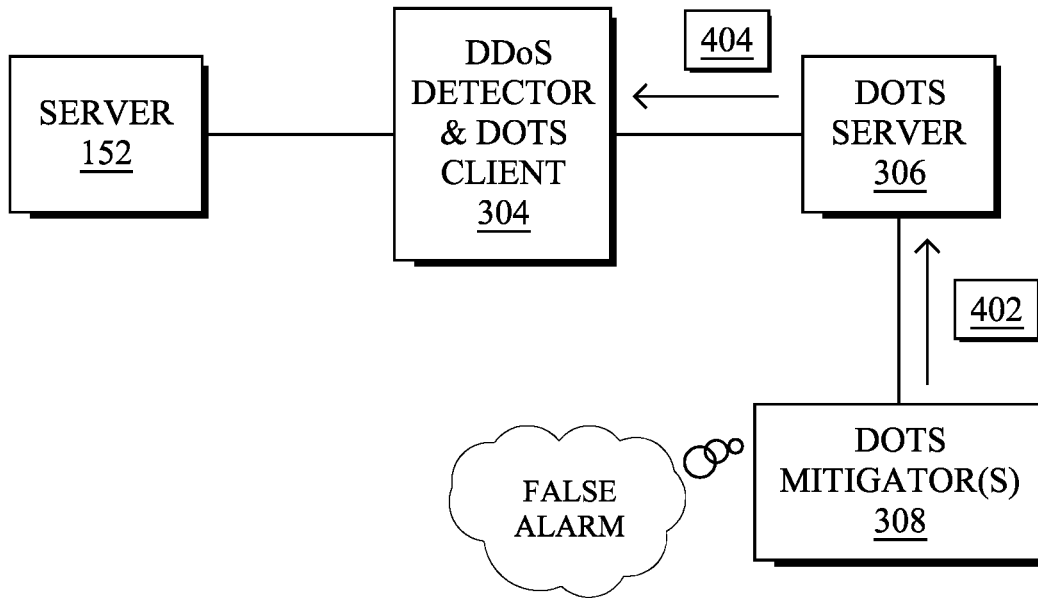 SERVER
152
DDoS
DETECTOR
& DOTS
CLIENT
304
404
DOTS
SERVER
306
402
FALSE
ALARM
DOTS
MITIGATOR(S)
308